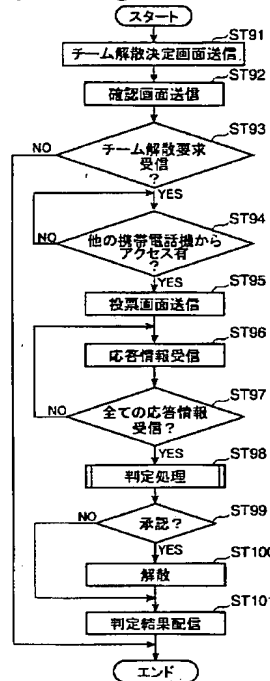 スタート
ST91
チーム解散決定画面送信
ST92
確認画面送信
ST93
NO
チーム解散要求
受信
?
YES
ST94
NO
他の携帯電話機から
アクセス有
?
YES
ST95
投票画面送信
ST96
応答情報受信
ST97
NO
全ての応答情報
受信?
YES
ST98
判定処理
ST99
NO
承認?
YES
ST100
解散
ST101
判定結果配信
エンド